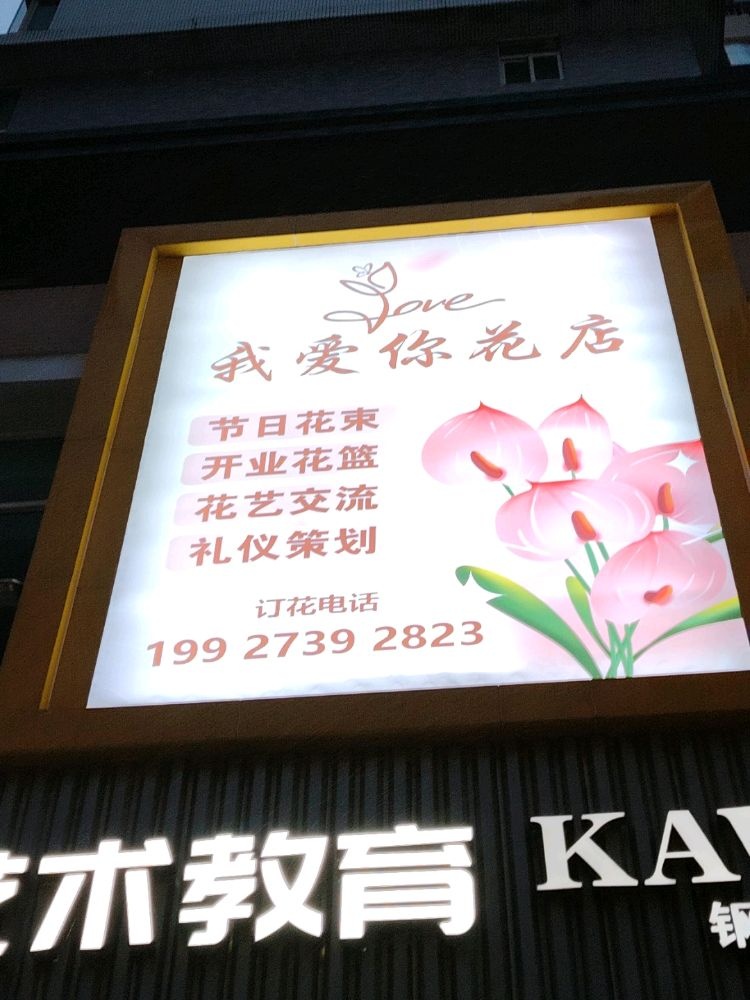 Love
我爱你花店
节日花束
开业花篮
花艺交流
礼仪策划
订花电话
199 2739 2823
术教育
KA